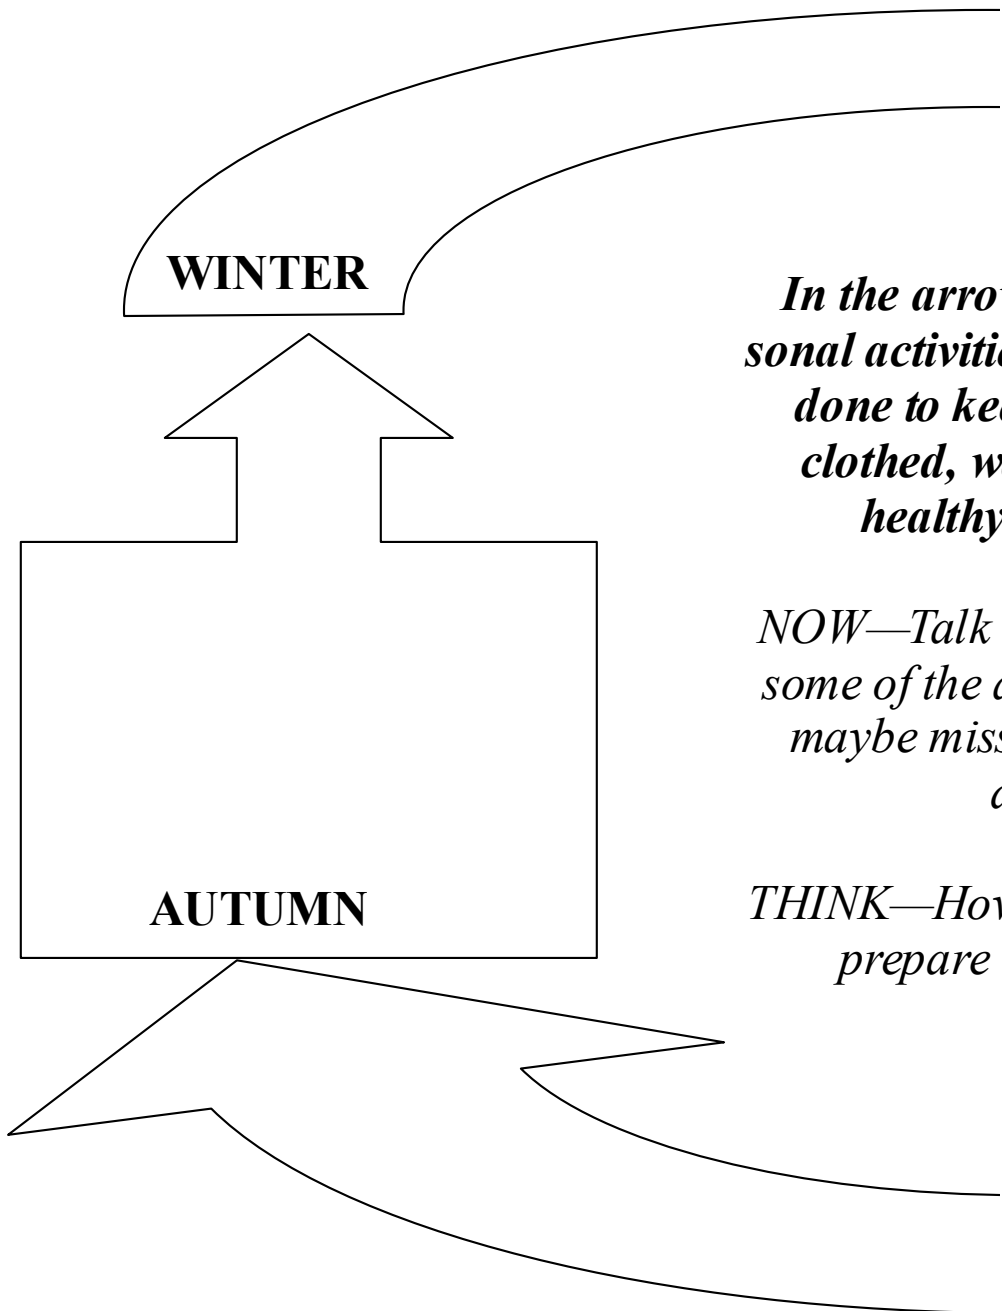 WINTER
In the arro
sonal activiti
done to ke
clothed, w
healthy
NOW—Talk
some of the
maybe miss
THINK—How
prepare
AUTUMN